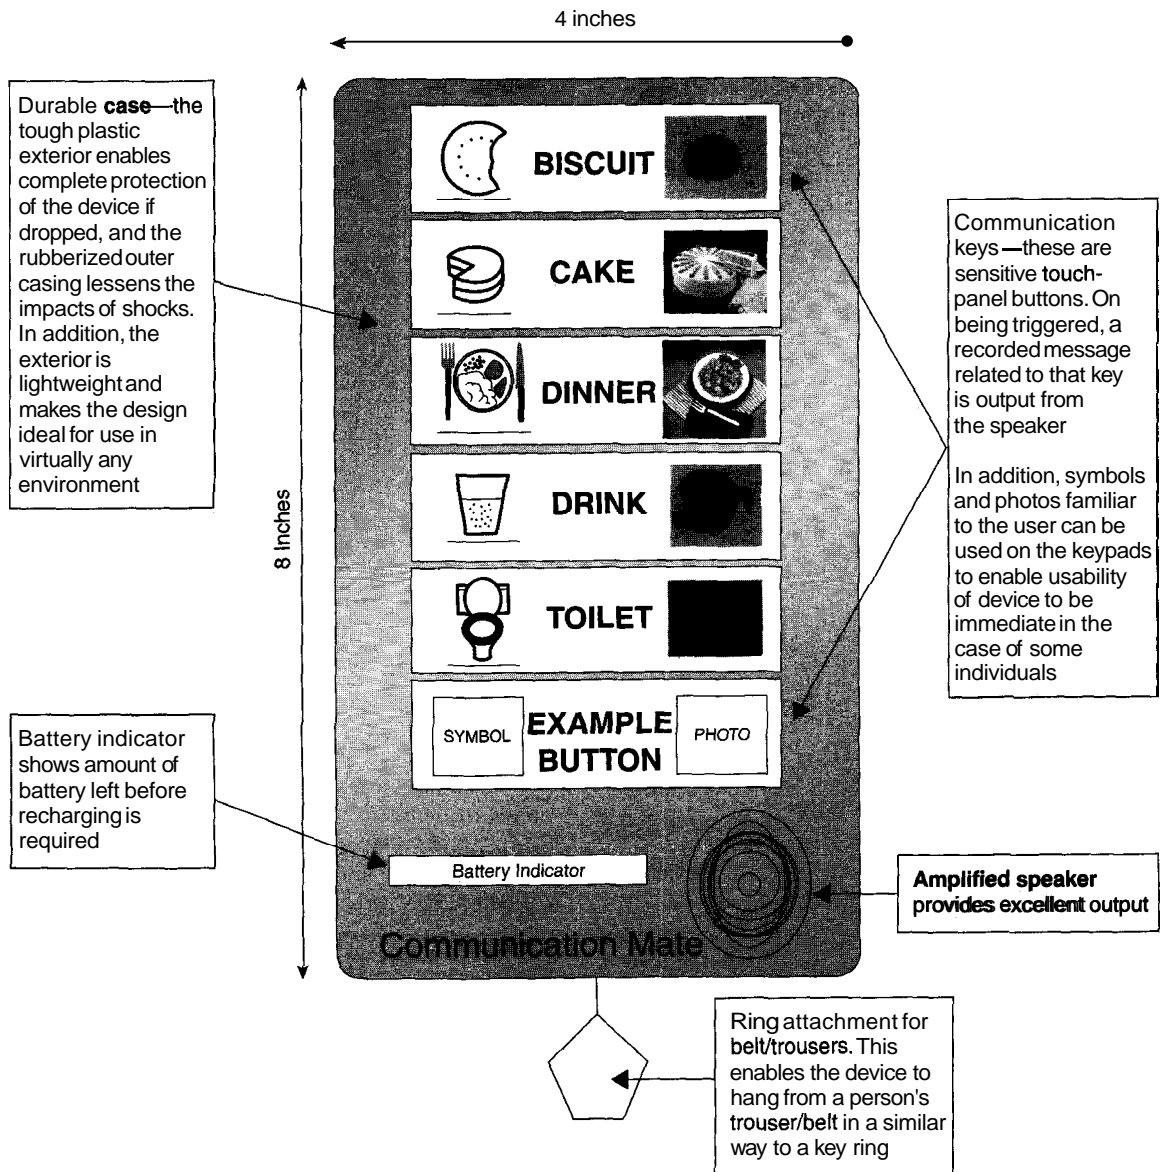 4 inches
Durable case—the
tough plastic
exterior enables
complete protection
of the device if
dropped, and the
rubberized outer
casing lessens the
impacts of shocks.
In addition, the
exterior is
lightweight and
makes the design
ideal for use in
virtually any
environment
8 Inches
BISCUIT
CAKE
DINNER
DRINK
TOILET
SYMBOL
EXAMPLE
BUTTON
PHOTO
Communication
keys—these are
sensitive touch-
panel buttons. On
being triggered, a
recorded message
related to that key
is output from
the speaker
In addition, symbols
and photos familiar
to the user can be
used on the keypads
to enable usability
of device to be
immediate in the
case of some
individuals
Battery indicator
shows amount of
battery left before
recharging is
required
Battery Indicator
Amplified speaker
provides excellent output
Communication Mate
Ring attachment for
belt/trousers. This
enables the device to
hang from a person's
trouser/belt in a similar
way to a key ring